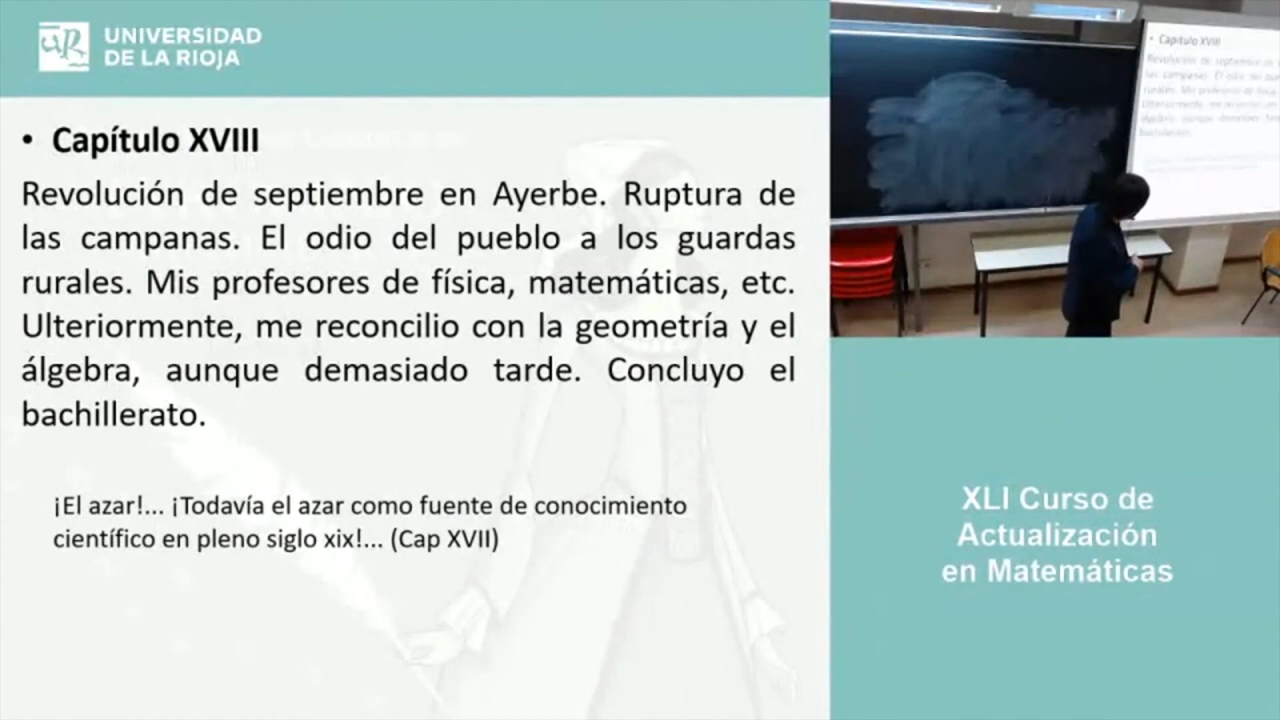 UNIVERSIDAD
DE LA RIOJA
• Capítulo XVIII
Revolución de septiembre en Ayerbe. Ruptura de
las campanas. El odio del pueblo a los guardas
rurales. Mis profesores de física, matemáticas, etc.
Ulteriormente, me reconcilio con la geometría y el
álgebra, aunque demasiado tarde. Concluyo el
bachillerato.
¡El azar!... ¡Todavía el azar como fuente de conocimiento
científico en pleno siglo xix!... (Cap XVII)
• Capítulo XVIII
XLI Curso de
Actualización
en Matemáticas